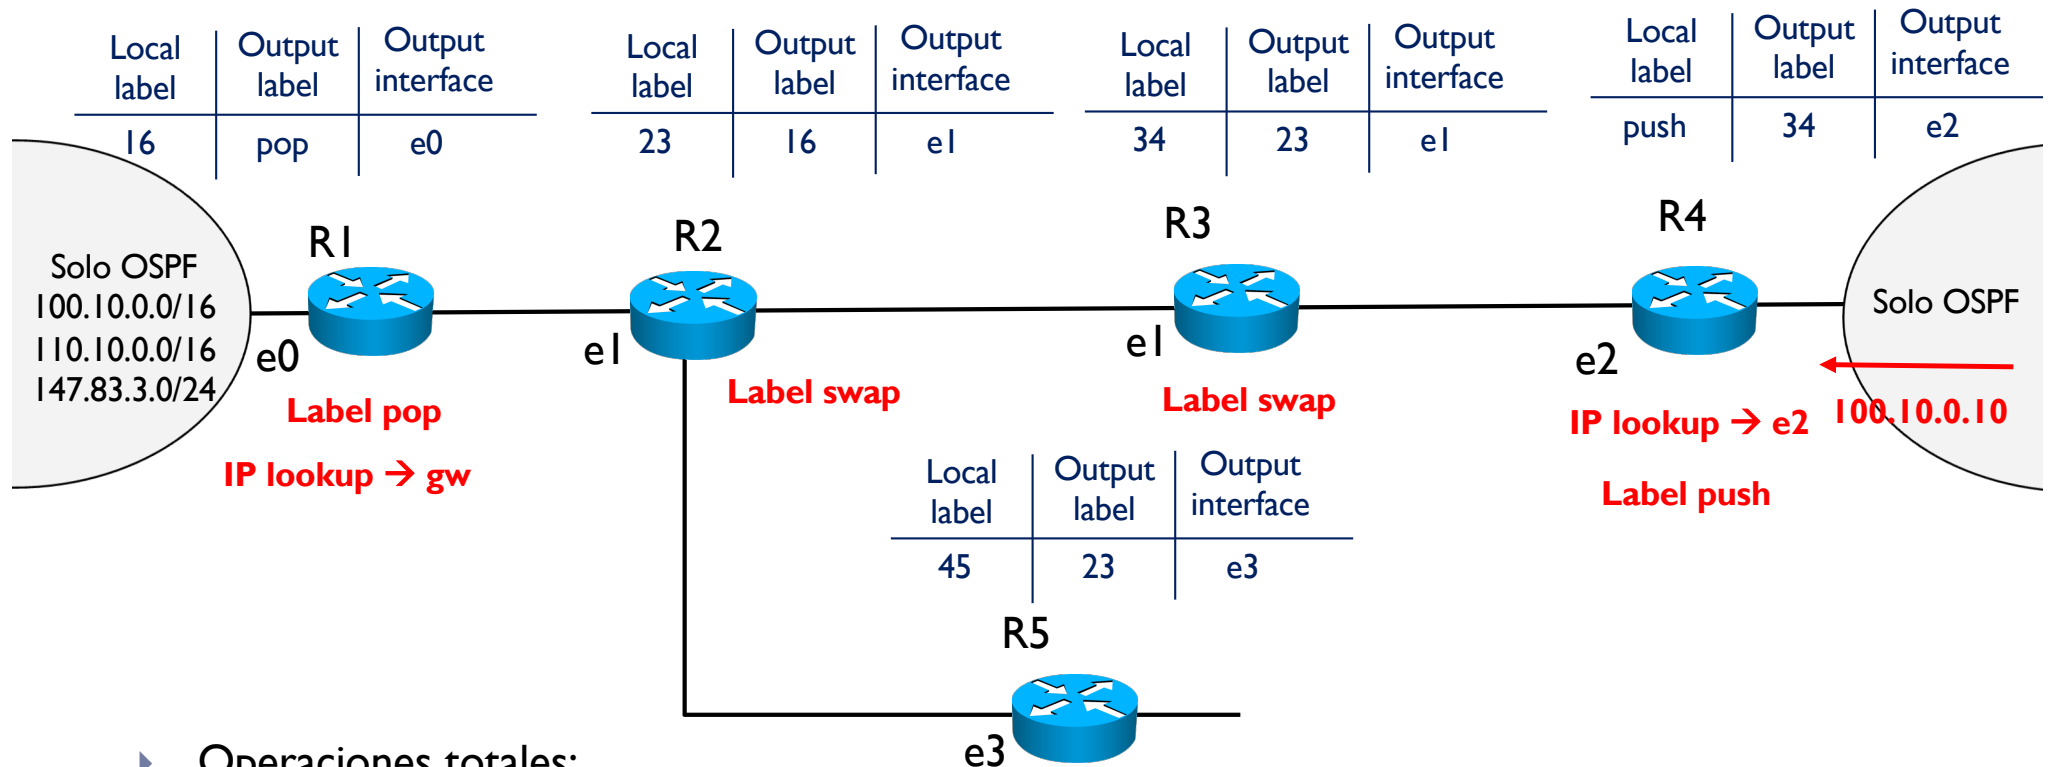 Local label | Output label | Output interface
16 | pop | e0
Local label | Output label | Output interface
23 | 16 | e1
Local label | Output label | Output interface
34 | 23 | e1
Local label | Output label | Output interface
push | 34 | e2
R1
R2
R3
R4
Solo OSPF
100.10.0.0/16
110.10.0.0/16
147.83.3.0/24
e0
e1
e1
e2
Solo OSPF
Label pop
IP lookup → gw
Label swap
Label swap
IP lookup → e2
Label push
100.10.0.10
Local label | Output label | Output interface
45 | 23 | e3
R5
e3
Operaciones totales: